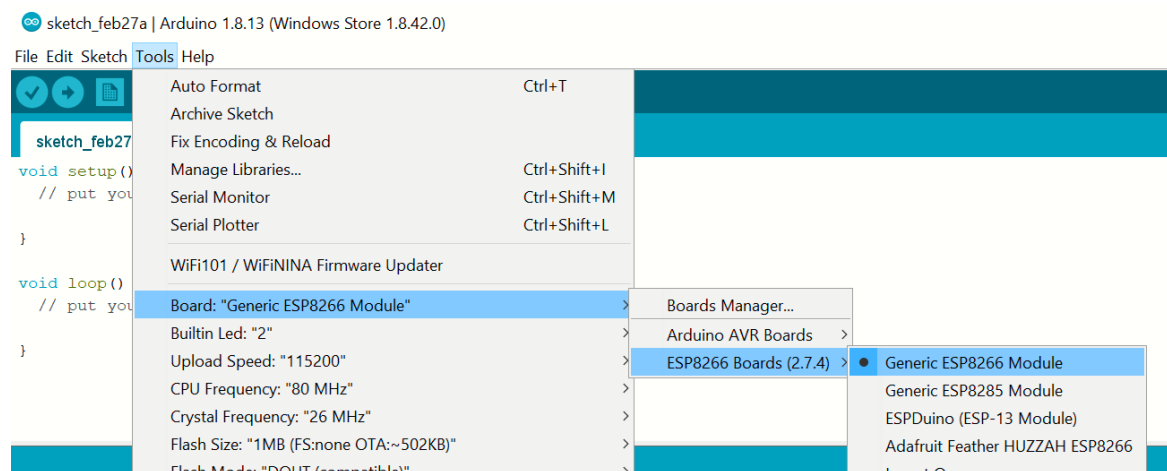 sketch_feb27a | Arduino 1.8.13 (Windows Store 1.8.42.0)
File Edit Sketch Tools Help
Auto Format Ctrl+T
Archive Sketch
sketch_feb27
Fix Encoding & Reload
void setup()
Manage Libraries... Ctrl+Shift+I
// put you
Serial Monitor Ctrl+Shift+M
Serial Plotter Ctrl+Shift+L
}
WiFi101 / WiFiNINA Firmware Updater
void loop()
// put you
Board: "Generic ESP8266 Module"
Boards Manager...
Builtin Led: "2"
Arduino AVR Boards
}
Upload Speed: "115200"
ESP8266 Boards (2.7.4)
Generic ESP8266 Module
CPU Frequency: "80 MHz"
Generic ESP8285 Module
Crystal Frequency: "26 MHz"
ESPDuino (ESP-13 Module)
Flash Size: "1MB (FS:none OTA:~502KB)"
Adafruit Feather HUZZAH ESP8266
Flash Mode: "DOUT (compatible)"